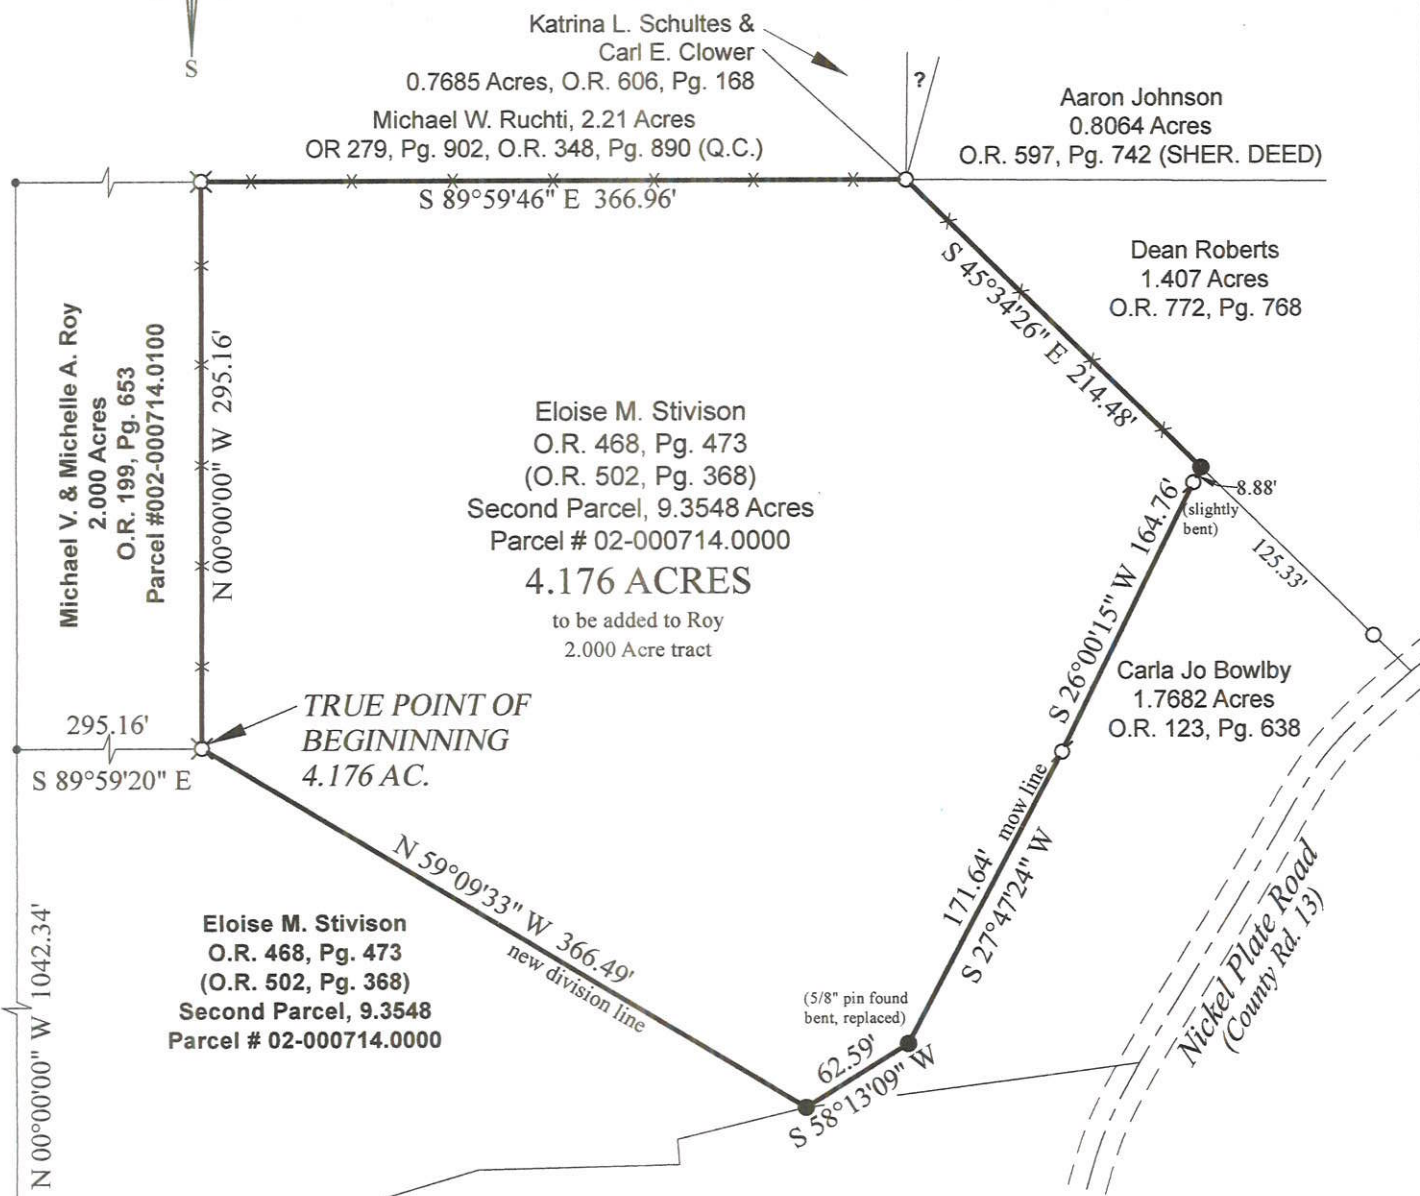 S
Katrina L. Schultes &
Carl E. Clower
0.7685 Acres, O.R. 606, Pg. 168
?
Michael W. Ruchti, 2.21 Acres
OR 279, Pg. 902, O.R. 348, Pg. 890 (Q.C.)
Aaron Johnson
0.8064 Acres
O.R. 597, Pg. 742 (SHER. DEED)
S 89°59'46" E 366.96'
S 45°34'26" E 214.48'
Dean Roberts
1.407 Acres
O.R. 772, Pg. 768
Michael V. & Michelle A. Roy
2.000 Acres
O.R. 199, Pg. 653
Parcel #002-000714.0100
N 00°00'00" W 295.16'
Eloise M. Stivison
O.R. 468, Pg. 473
(O.R. 502, Pg. 368)
Second Parcel, 9.3548 Acres
Parcel # 02-000714.0000
4.176 ACRES
to be added to Roy
2.000 Acre tract
8.88'
(slightly
bent)
125.33'
S 26°00'15" W 164.76'
Carla Jo Bowlby
1.7682 Acres
O.R. 123, Pg. 638
TRUE POINT OF
BEGININNING
4.176 AC.
295.16'
S 89°59'20" E
N 59°09'33" W 366.49'
new division line
171.64' mow line
S 27°47'24" W
Eloise M. Stivison
O.R. 468, Pg. 473
(O.R. 502, Pg. 368)
Second Parcel, 9.3548
Parcel # 02-000714.0000
N 00°00'00" W 1042.34'
(5/8" pin found
bent, replaced)
62.59'
S 58°13'09" W
Nickel Plate Road
(County Rd. 13)